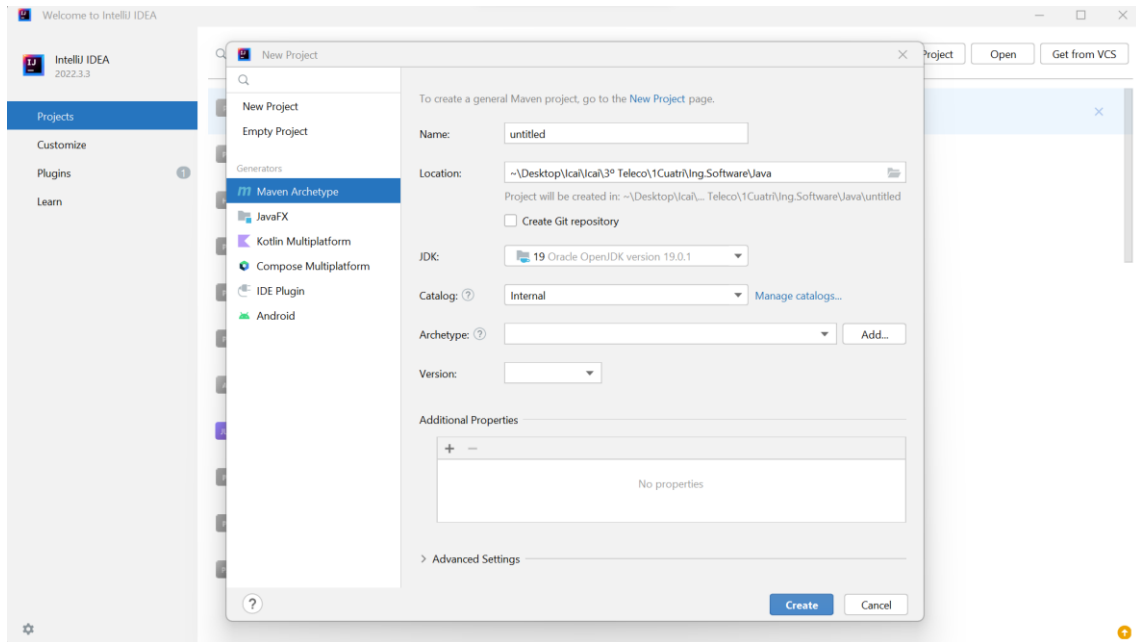 Welcome to IntelliJ IDEA
IntelliJ IDEA
2022.3.3
Projects
Customize
Plugins 1
Learn
Project
Open
Get from VCS
New Project
New Project
Empty Project
Generators
Maven Archetype
JavaFX
Kotlin Multiplatform
Compose Multiplatform
IDE Plugin
Android
To create a general Maven project, go to the New Project page.
Name: untitled
Location: ~\Desktop\Icai\Icai\3º Teleco\1Cuatri\Ing.Software\Java
Project will be created in: ~\Desktop\Icai\... Teleco\1Cuatri\Ing.Software\Java\untitled
Create Git repository
JDK: 19 Oracle OpenJDK version 19.0.1
Catalog: ? Internal Manage catalogs...
Archetype: ? Add...
Version:
Additional Properties
+ −
No properties
> Advanced Settings
? Create Cancel